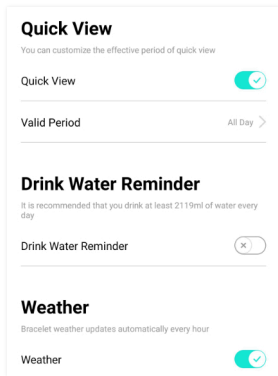 Quick View
You can customize the effective period of quick view
Quick View
Valid Period
All Day
Drink Water Reminder
It is recommended that you drink at least 2119ml of water every
day
Drink Water Reminder
Weather
Bracelet weather updates automatically every hour
Weather